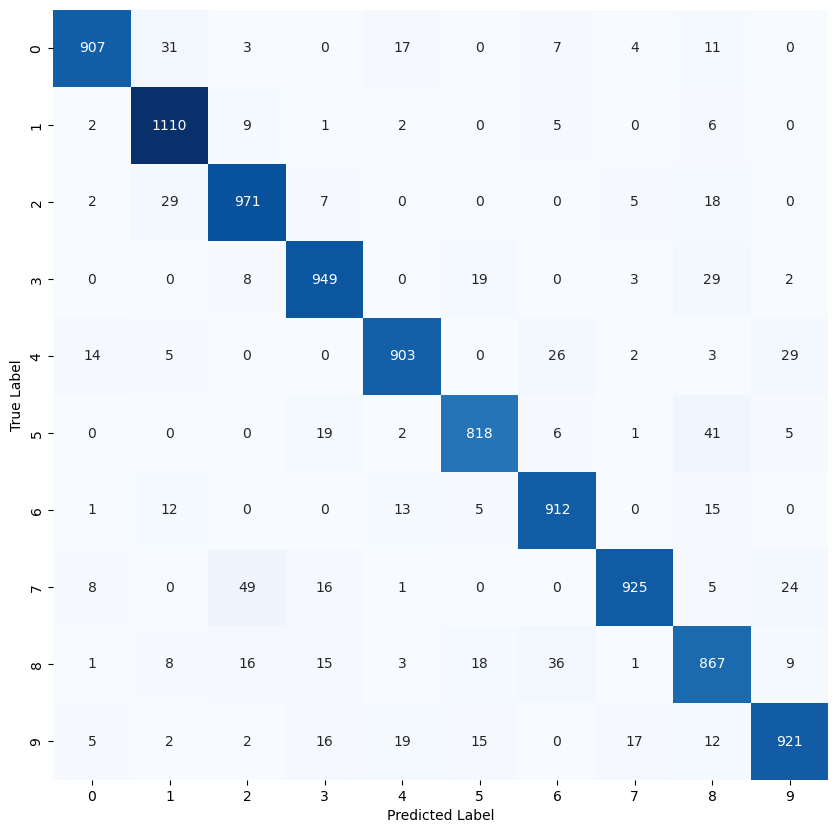 907 31 3 0 17 0 7 4 11 0 0
2 1110 9 1 2 0 5 0 6 0 1
2 29 971 7 0 0 0 5 18 0 2
0 0 8 949 0 19 0 3 29 2 3
14 5 0 0 903 0 26 2 3 29 4
True Label
0 0 0 19 2 818 6 1 41 5 5
1 12 0 0 13 5 912 0 15 0 6
8 0 49 16 1 0 0 925 5 24 7
1 8 16 15 3 18 36 1 867 9 8
5 2 2 16 19 15 0 17 12 921 9
0 1 2 3 4 5 6 7 8 9
Predicted Label